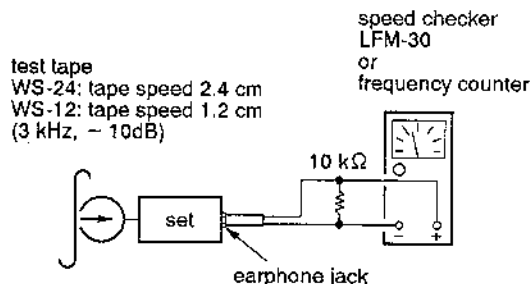 speed checker
LFM-30
or
frequency counter
test tape
WS-24: tape speed 2.4 cm
WS-12: tape speed 1.2 cm
(3 kHz, – 10dB)
10 kΩ
set
– +
earphone jack